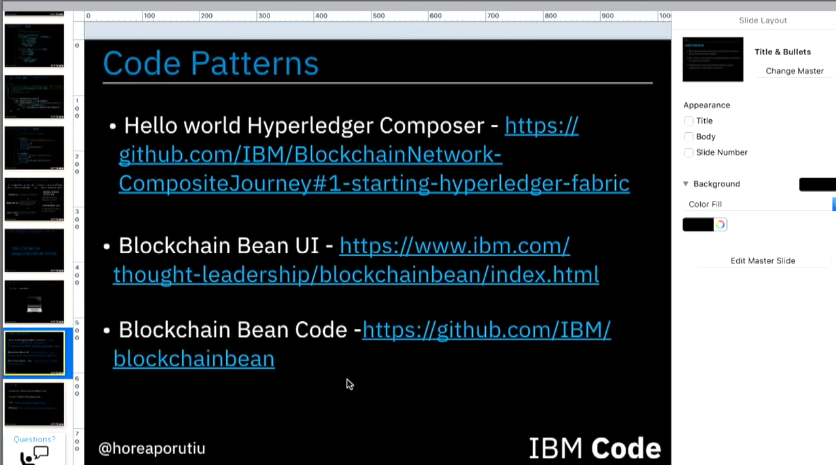 0 100 200 300 400 500 600 700 800 900 1000
Slide Layout
Title & Bullets
Change Master
Appearance
Title
Body
Slide Number
Background
Color Fill
Edit Master Slide
Code Patterns
• Hello world Hyperledger Composer - https://
github.com/IBM/BlockchainNetwork-
CompositeJourney#1-starting-hyperledger-fabric
• Blockchain Bean UI - https://www.ibm.com/
thought-leadership/blockchainbean/index.html
• Blockchain Bean Code -https://github.com/IBM/
blockchainbean
@horeaporutiu
IBM Code
Questions?